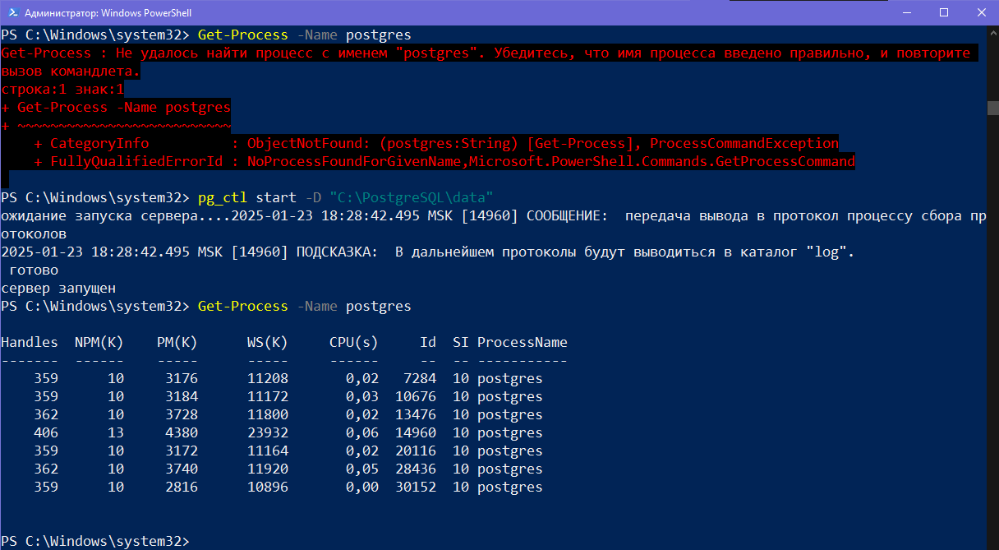 Администратор: Windows PowerShell
PS C:\Windows\system32> Get-Process -Name postgres
Get-Process : Не удалось найти процесс с именем "postgres". Убедитесь, что имя процесса введено правильно, и повторите
вызов командлета.
строка:1 знак:1
+ Get-Process -Name postgres
+ ~~~~~~~~~~~~~~~~~~~~~~~~~~
    + CategoryInfo          : ObjectNotFound: (postgres:String) [Get-Process], ProcessCommandException
    + FullyQualifiedErrorId : NoProcessFoundForGivenName,Microsoft.PowerShell.Commands.GetProcessCommand
PS C:\Windows\system32> pg_ctl start -D "C:\PostgreSQL\data"
ожидание запуска сервера....2025-01-23 18:28:42.495 MSK [14960] СООБЩЕНИЕ:  передача вывода в протокол процессу сбора пр
отоколов
2025-01-23 18:28:42.495 MSK [14960] ПОДСКАЗКА:  В дальнейшем протоколы будут выводиться в каталог "log".
 готово
сервер запущен
PS C:\Windows\system32> Get-Process -Name postgres
Handles  NPM(K)    PM(K)      WS(K)     CPU(s)     Id  SI ProcessName
-------  ------    -----      -----     ------     --  -- -----------
    359      10     3176      11208       0,02   7284  10 postgres
    359      10     3184      11172       0,03  10676  10 postgres
    362      10     3728      11800       0,02  13476  10 postgres
    406      13     4380      23932       0,06  14960  10 postgres
    359      10     3172      11164       0,02  20116  10 postgres
    362      10     3740      11920       0,05  28436  10 postgres
    359      10     2816      10896       0,00  30152  10 postgres
PS C:\Windows\system32>